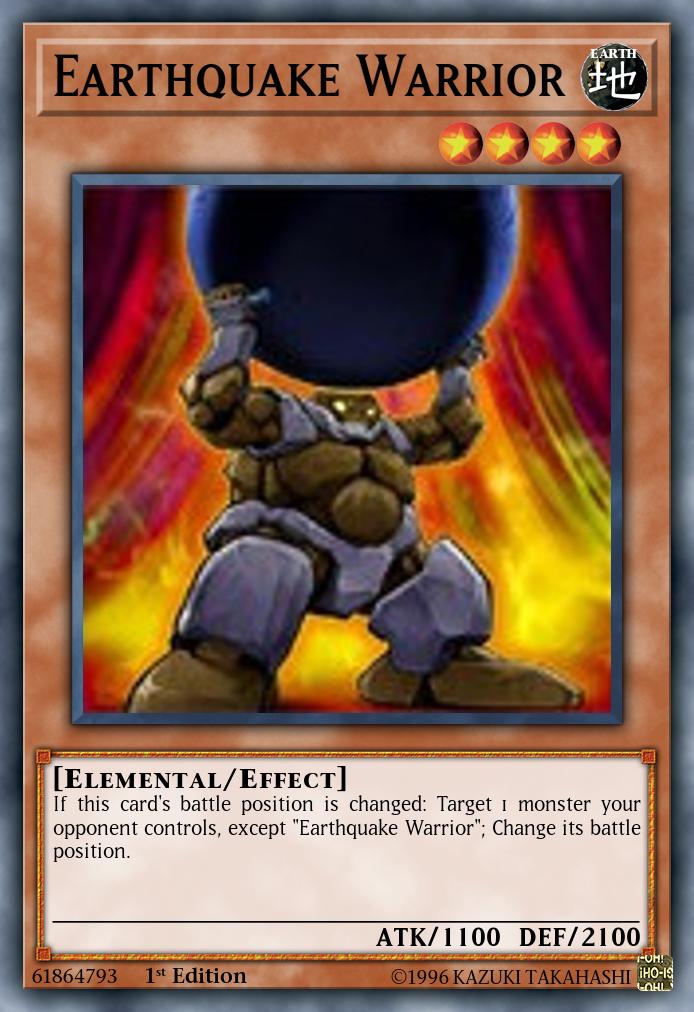 Earthquake Warrior
EARTH
地
[Elemental/Effect]
If this card's battle position is changed: Target 1 monster your
opponent controls, except "Earthquake Warrior"; Change its battle
position.
ATK/1100 DEF/2100
61864793 1st Edition ©1996 KAZUKI TAKAHASHI